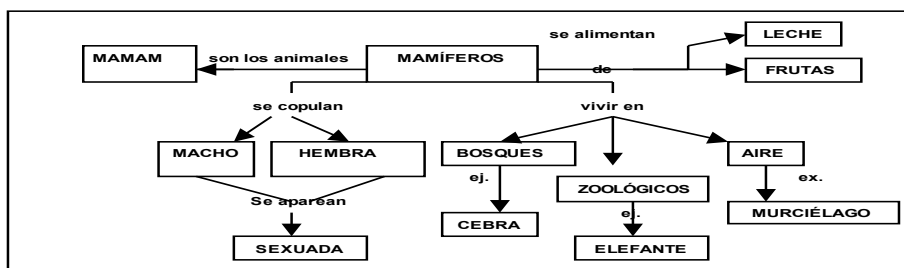 se alimentan
LECHE
MAMAM
son los animales
MAMÍFEROS
de
FRUTAS
se copulan
vivir en
MACHO
HEMBRA
BOSQUES
AIRE
ej.
ZOOLÓGICOS
ex.
Se aparean
CEBRA
ej.
MURCIÉLAGO
SEXUADA
ELEFANTE